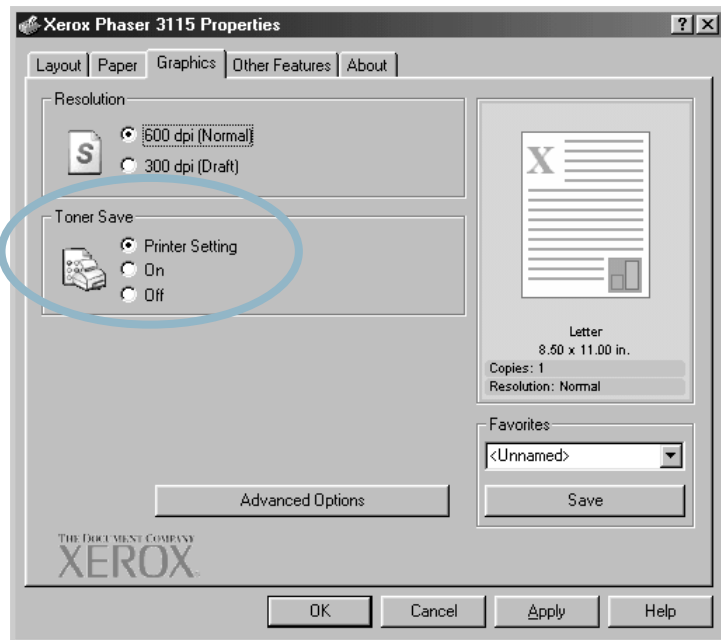 Xerox Phaser 3115 Properties
Layout Paper Graphics Other Features About
Resolution
S
600 dpi (Normal)
300 dpi (Draft)
Toner Save
Printer Setting
On
Off
X
Letter
8.50 x 11.00 in.
Copies: 1
Resolution: Normal
Favorites
<Unnamed>
Advanced Options
Save
THE DOCUMENT COMPANY
XEROX
OK Cancel Apply Help